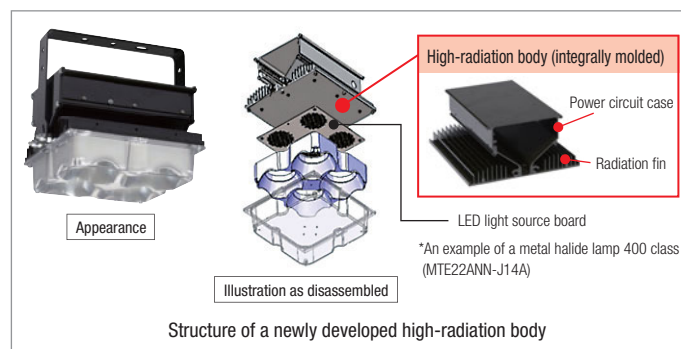 High-radiation body (integrally molded)
Power circuit case
Radiation fin
LED light source board
*An example of a metal halide lamp 400 class
(MTE22ANN-J14A)
Appearance
Illustration as disassembled
Structure of a newly developed high-radiation body